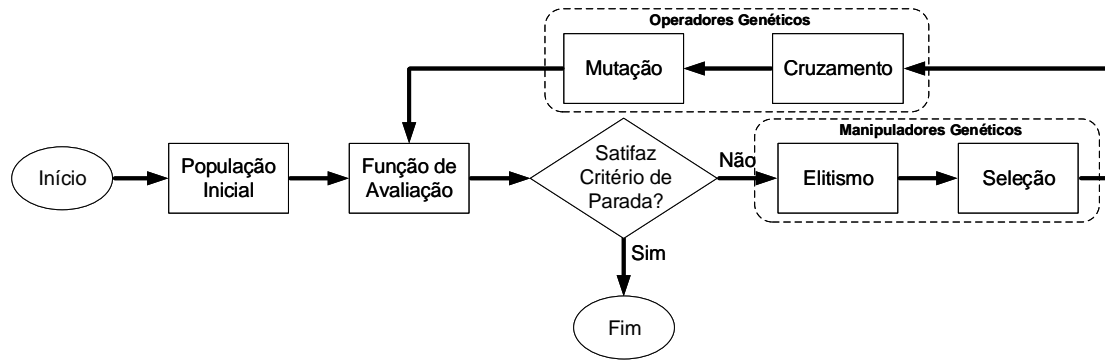 Operadores Genéticos
Mutação
Cruzamento
Manipuladores Genéticos
Início
População
Inicial
Função de
Avaliação
Satifaz
Critério de
Parada?
Não
Elitismo
Seleção
Sim
Fim